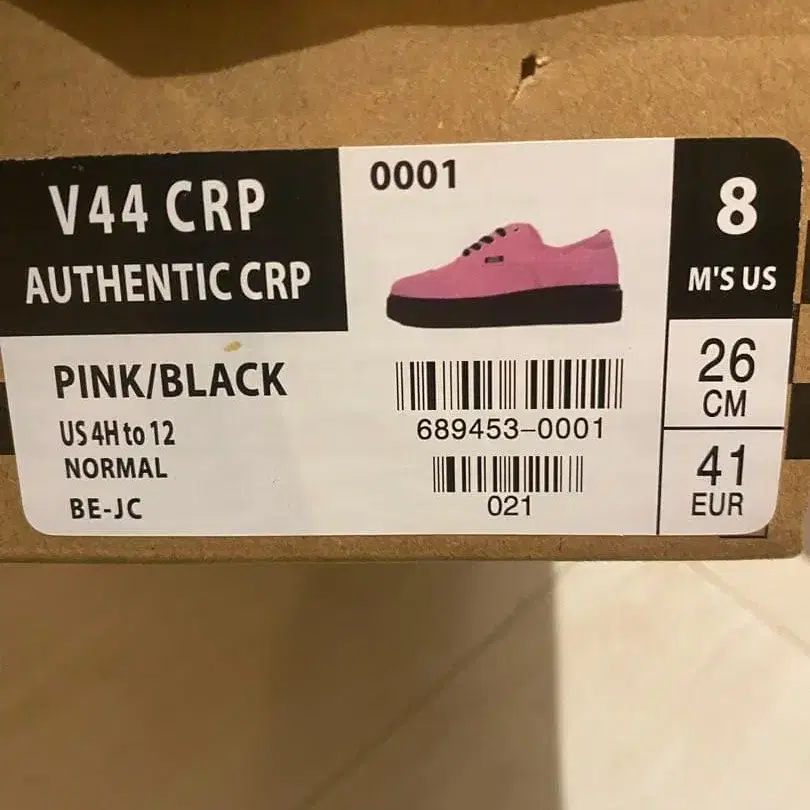 V44 CRP
AUTHENTIC CRP
0001
8
M'S US
PINK/BLACK
US 4H to 12
NORMAL
BE-JC
689453-0001
021
26
CM
41
EUR